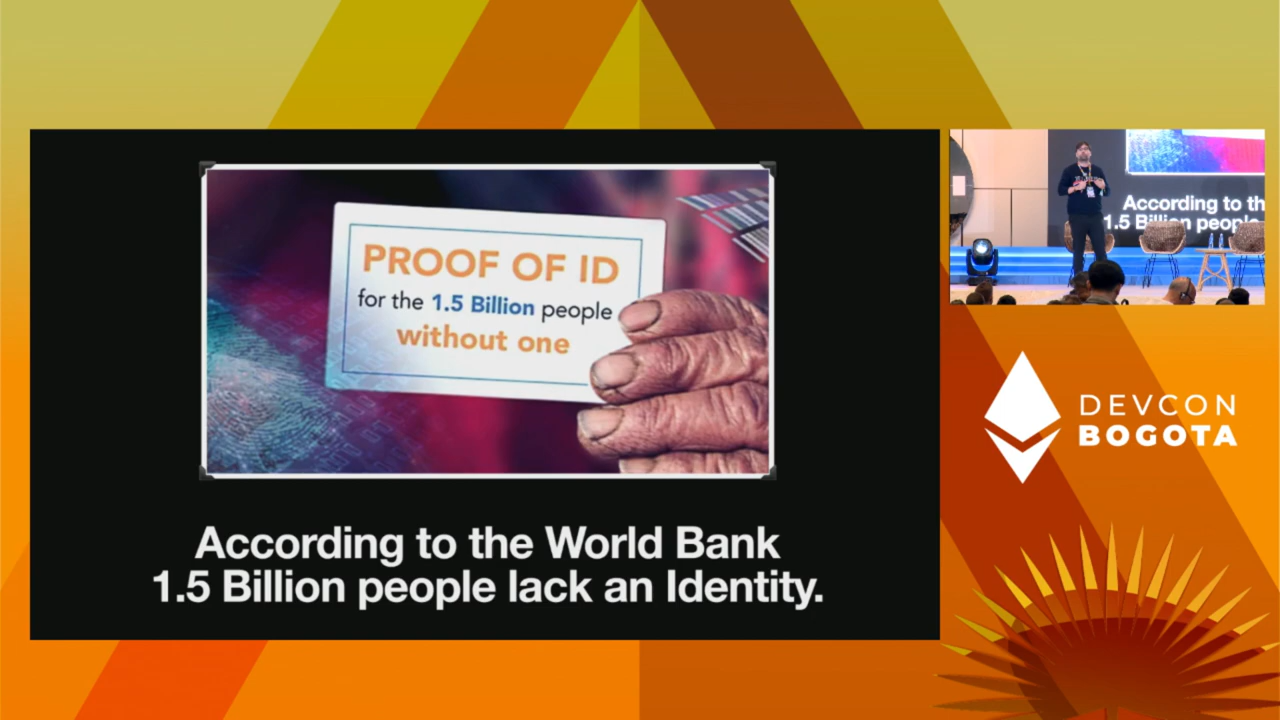 PROOF OF ID
for the 1.5 Billion people
without one
According to the World Bank
1.5 Billion people lack an Identity.
According to th
1.5 Billion people
DEVCON
BOGOTA